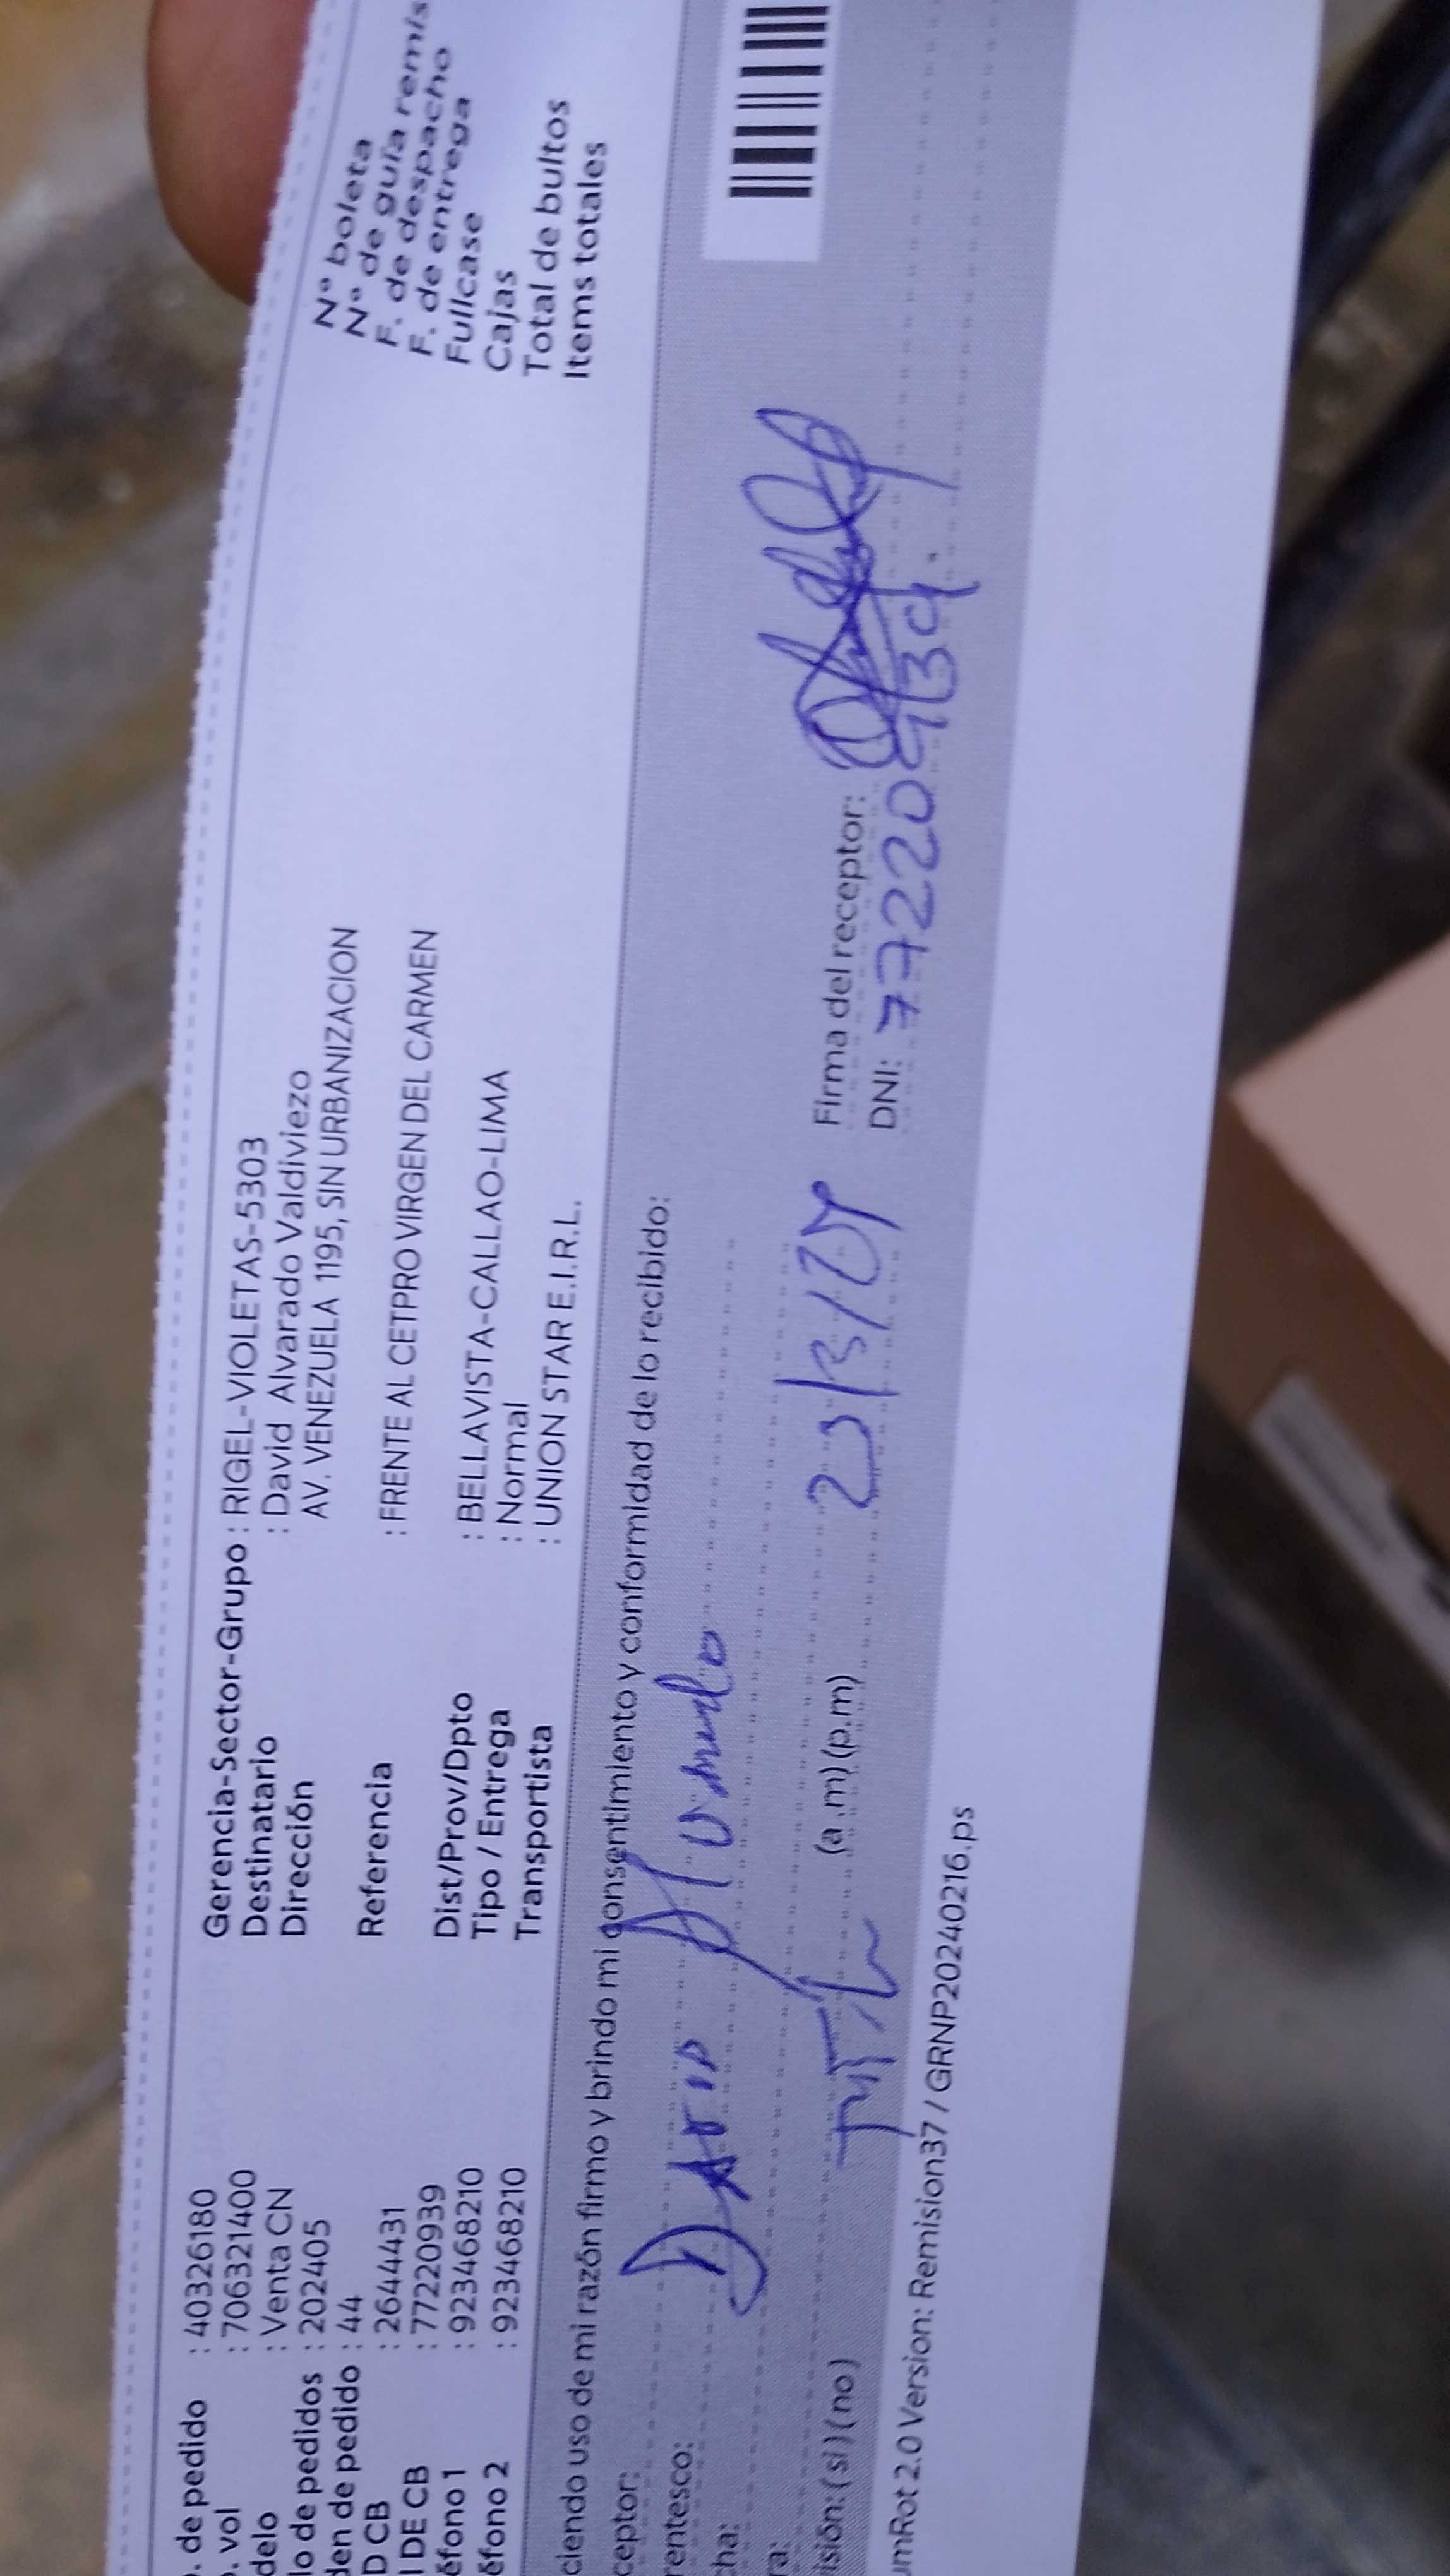 . de pedido : 40326180
. vol : 706321400
delo : Venta CN
lo de pedidos : 202405
den de pedido : 44
D CB : 2644431
I DE CB : 77220939
éfono 1 : 923468210
éfono 2 : 923468210
Gerencia-Sector-Grupo : RIGEL-VIOLETAS-5303
Destinatario : David Alvarado Valdiviezo
Dirección AV. VENEZUELA 1195, SIN URBANIZACION
Referencia : FRENTE AL CETPRO VIRGEN DEL CARMEN
Dist/Prov/Dpto : BELLAVISTA-CALLAO-LIMA
Tipo / Entrega : Normal
Transportista : UNION STAR E.I.R.L.
Nº boleta
Nº de guía remis
F. de despacho
F. de entrega
Fullcase
Cajas
Total de bultos
Items totales
ciendo uso de mi razón firmo y brindo mi consentimiento y conformidad de lo recibido:
ceptor:
rentesco:
cha:
ra: (a.m) (p.m)
isión: (si) (no)
Firma del receptor:
DNI: 77220939.
umRot 2.0 Version: Remision37 / GRNP20240216.ps